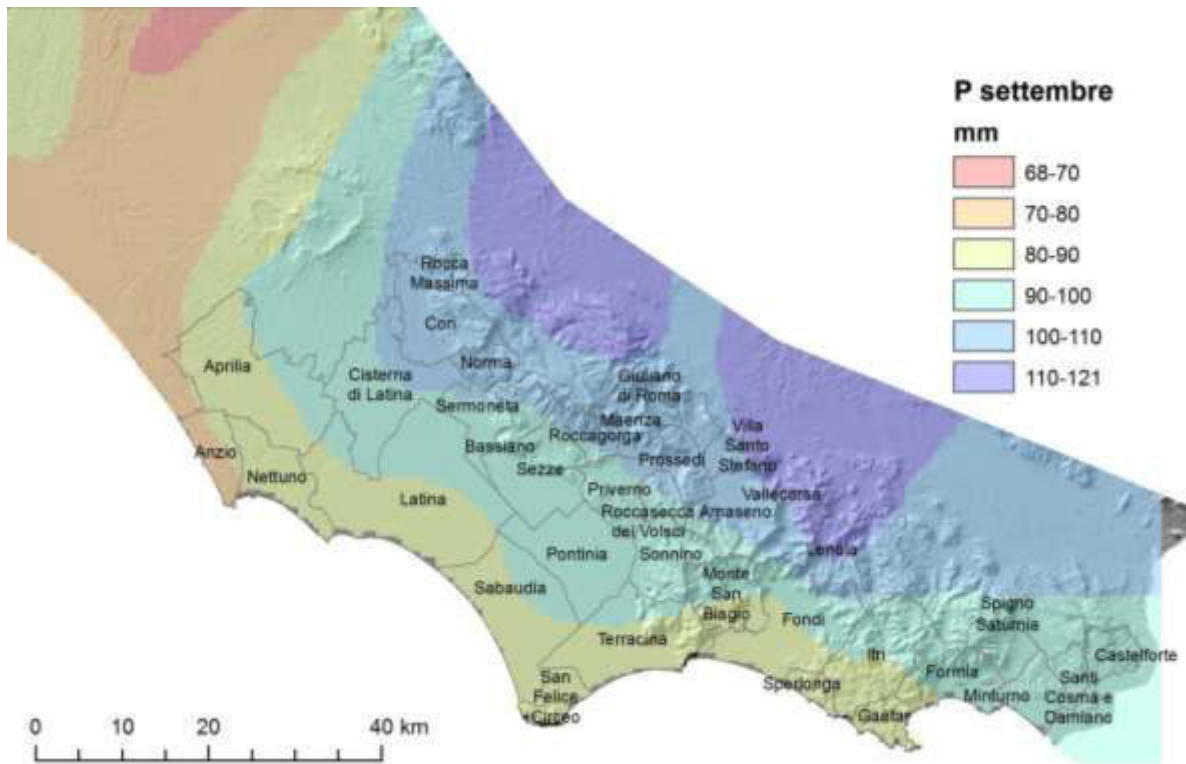 P settembre
mm
68-70
70-80
80-90
90-100
100-110
110-121
Rocca
Massima
Cori
Norma
Aprilia
Cisterna
di Latina
Giuliano
di Roma
Sermoneta
Maenza
Villa
Santo
Stefano
Bassiano
Roccagorga
Anzio
Prossedi
Sezze
Nettuno
Priverno
Vallecorsa
Latina
Roccasecca
dei Volsci
Amaseno
Pontinia
Sonnino
Lenola
Monte
San
Biagio
Sabaudia
Fondi
Spigno
Saturnia
Terracina
Itri
Castelforte
Formia
San
Felice
Circeo
Sperlonga
Minturno
Santi
Cosma e
Damiano
Gaeta
0 10 20 40 km